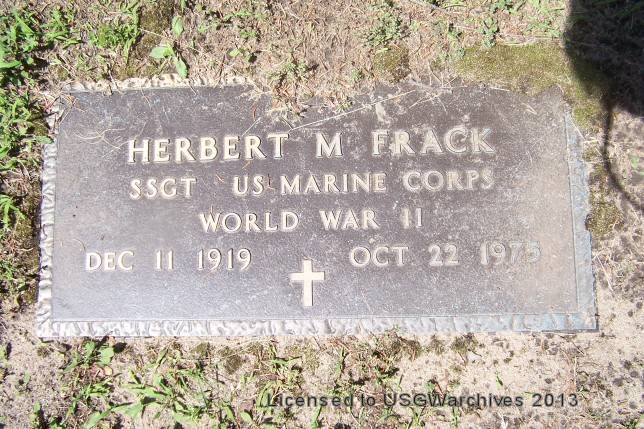 HERBERT M FRACK
SSGT US MARINE CORPS
WORLD WAR II
DEC 11 1919 OCT 22 1975
Licensed to USGWarchives 2013